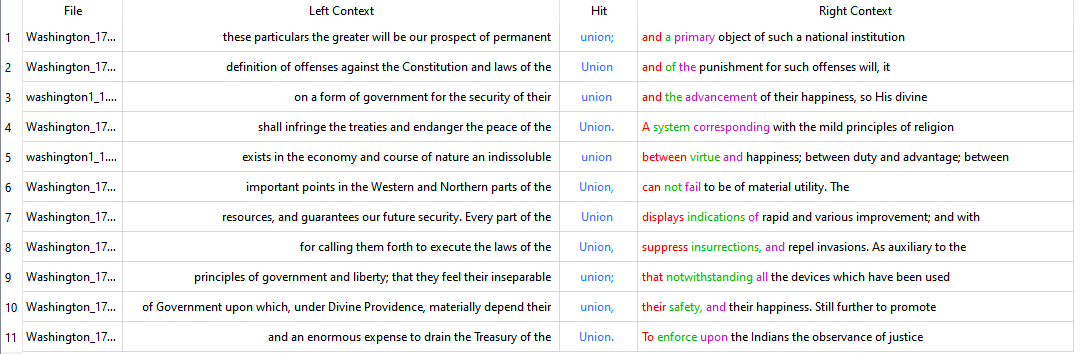 File Left Context Hit Right Context
1 Washington_17... these particulars the greater will be our prospect of permanent union; and a primary object of such a national institution
2 Washington_17... definition of offenses against the Constitution and laws of the Union and of the punishment for such offenses will, it
3 washington1_1.... on a form of government for the security of their union and the advancement of their happiness, so His divine
4 Washington_17... shall infringe the treaties and endanger the peace of the Union. A system corresponding with the mild principles of religion
5 washington1_1.... exists in the economy and course of nature an indissoluble union between virtue and happiness; between duty and advantage; between
6 Washington_17... important points in the Western and Northern parts of the Union, can not fail to be of material utility. The
7 Washington_17... resources, and guarantees our future security. Every part of the Union displays indications of rapid and various improvement; and with
8 Washington_17... for calling them forth to execute the laws of the Union, suppress insurrections, and repel invasions. As auxiliary to the
9 Washington_17... principles of government and liberty; that they feel their inseparable union; that notwithstanding all the devices which have been used
10 Washington_17... of Government upon which, under Divine Providence, materially depend their union, their safety, and their happiness. Still further to promote
11 Washington_17... and an enormous expense to drain the Treasury of the Union. To enforce upon the Indians the observance of justice